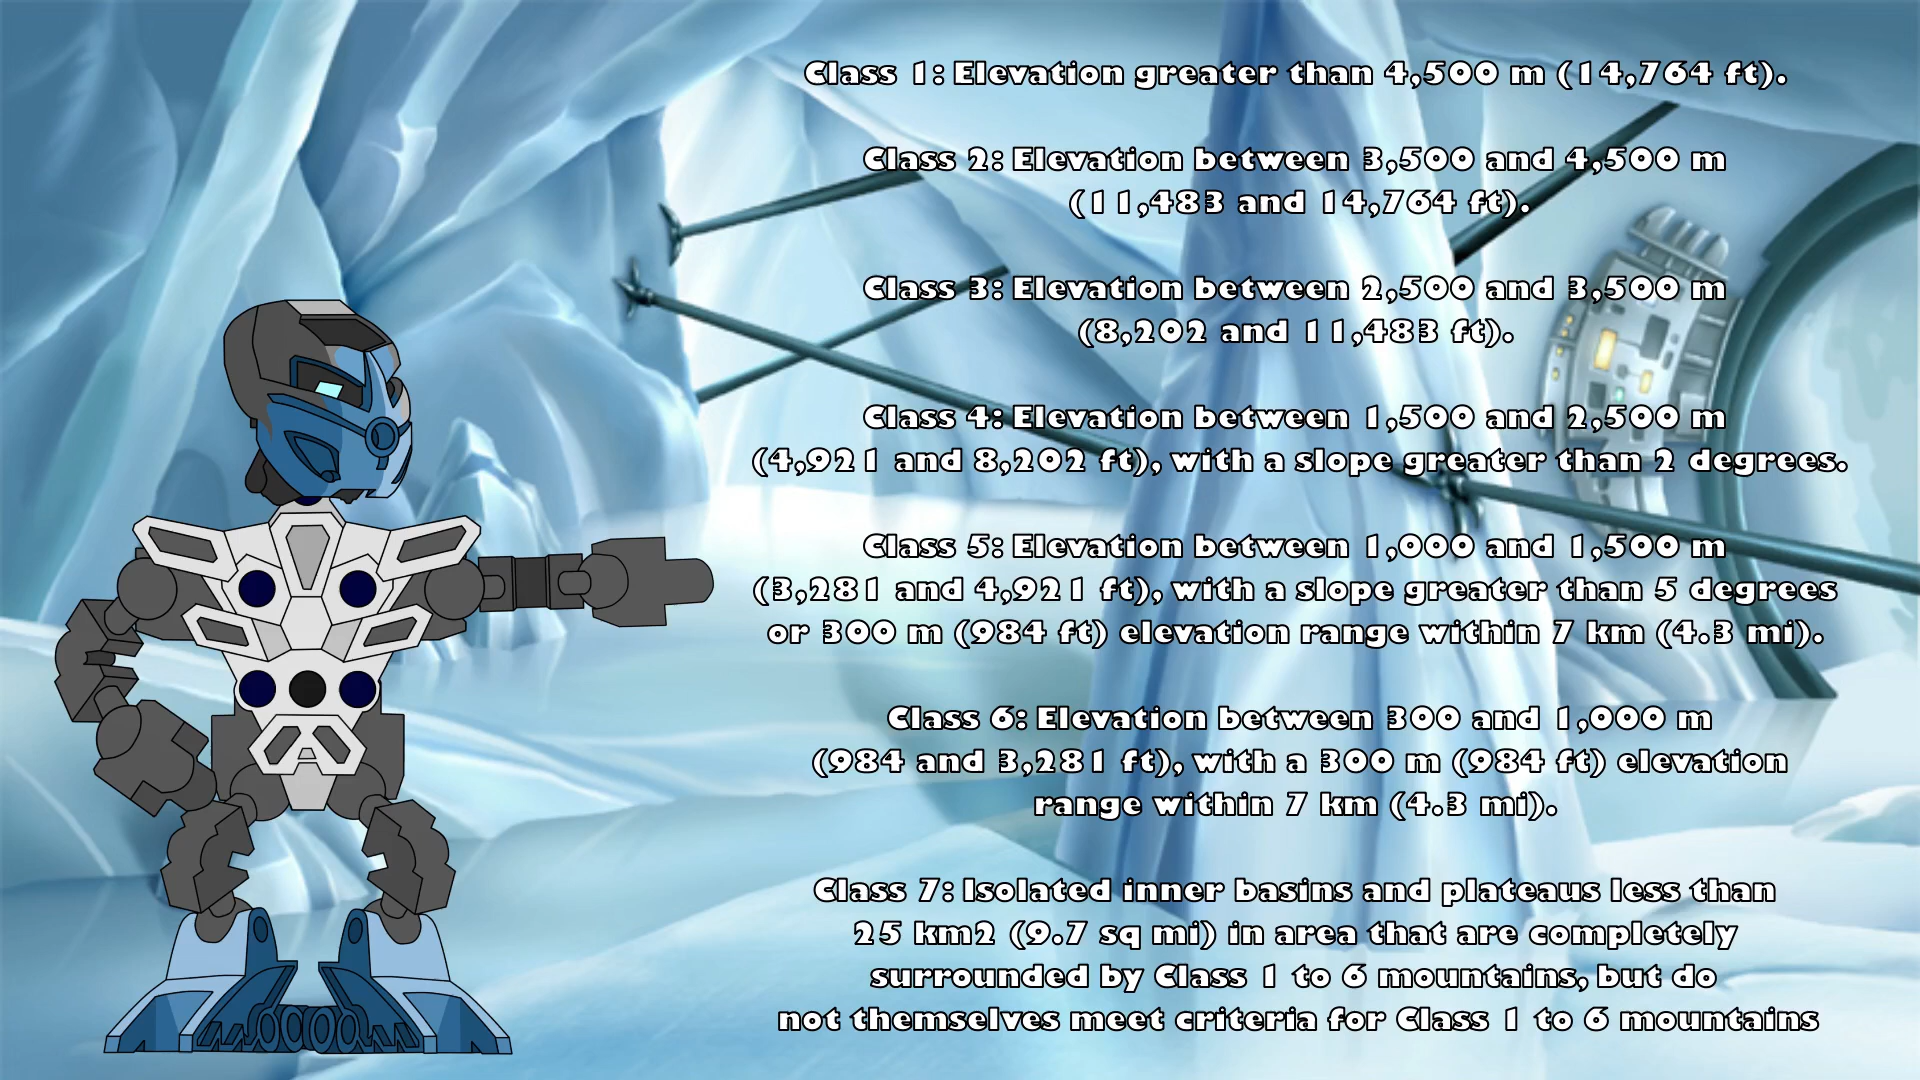 Class 1: Elevation greater than 4,500 m (14,764 ft).
Class 2: Elevation between 3,500 and 4,500 m
(11,483 and 14,764 ft).
Class 3: Elevation between 2,500 and 3,500 m
(8,202 and 11,483 ft).
Class 4: Elevation between 1,500 and 2,500 m
(4,921 and 8,202 ft), with a slope greater than 2 degrees.
Class 5: Elevation between 1,000 and 1,500 m
(3,281 and 4,921 ft), with a slope greater than 5 degrees
or 300 m (984 ft) elevation range within 7 km (4.3 mi).
Class 6: Elevation between 300 and 1,000 m
(984 and 3,281 ft), with a 300 m (984 ft) elevation
range within 7 km (4.3 mi).
Class 7: Isolated inner basins and plateaus less than
25 km2 (9.7 sq mi) in area that are completely
surrounded by Class 1 to 6 mountains, but do
not themselves meet criteria for Class 1 to 6 mountains